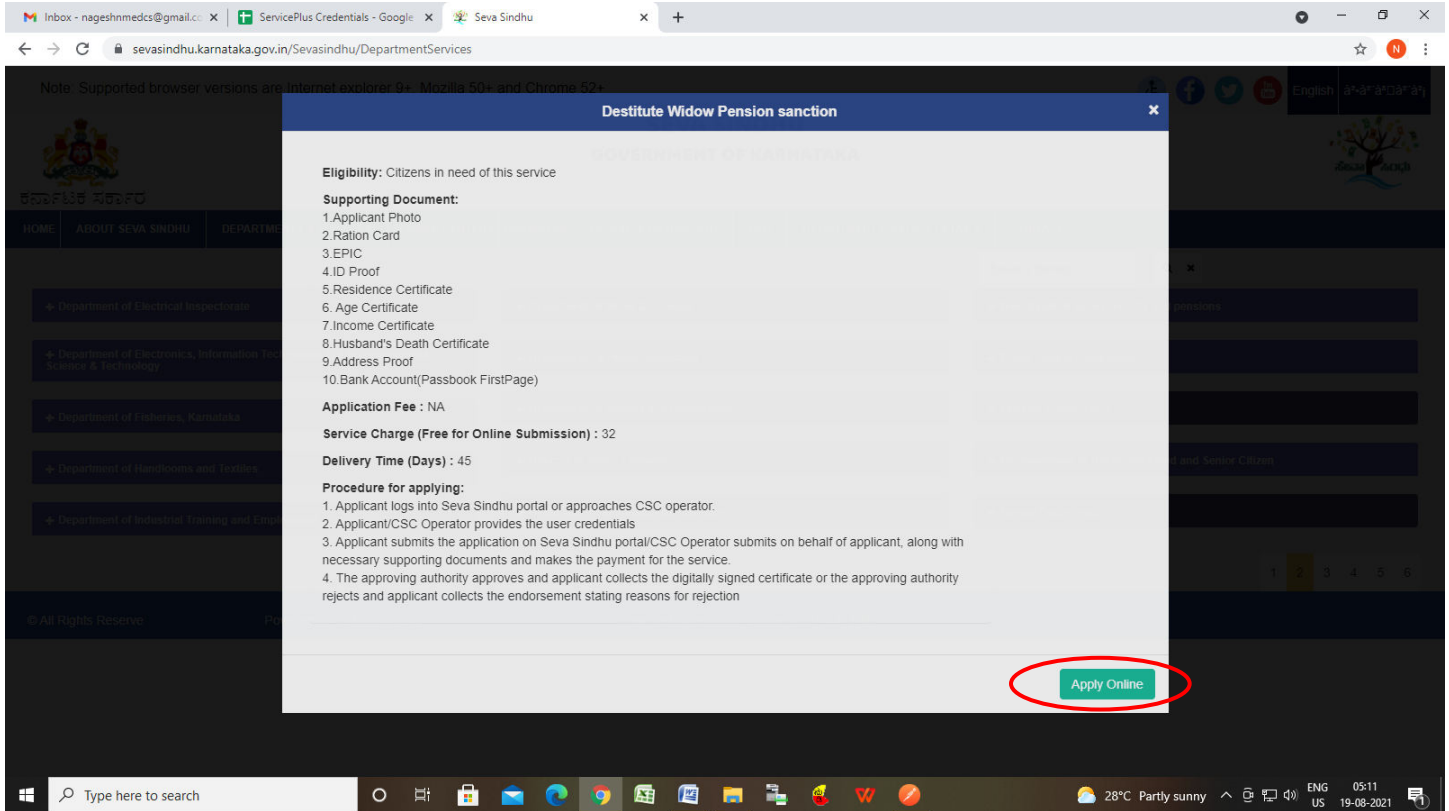 Inbox - nageshnmedcs@gmail.cc
ServicePlus Credentials - Google
Seva Sindhu
sevasindhu.karnataka.gov.in/Sevasindhu/DepartmentServices
N
Note: Supported browser versions are Internet explorer 9+, Mozilla 50+ and Chrome 52+
English
Destitute Widow Pension sanction
GOVERNMENT OF KARNATAKA
ಕರ್ನಾಟಕ ಸರ್ಕಾರ
HOME ABOUT SEVA SINDHU DEPARTME
Eligibility: Citizens in need of this service
Supporting Document:
1.Applicant Photo
2.Ration Card
3.EPIC
4.ID Proof
5.Residence Certificate
6. Age Certificate
7.Income Certificate
8.Husband's Death Certificate
9.Address Proof
10.Bank Account(Passbook FirstPage)
Application Fee : NA
Service Charge (Free for Online Submission) : 32
Delivery Time (Days) : 45
Procedure for applying:
1. Applicant logs into Seva Sindhu portal or approaches CSC operator.
2. Applicant/CSC Operator provides the user credentials
3. Applicant submits the application on Seva Sindhu portal/CSC Operator submits on behalf of applicant, along with
necessary supporting documents and makes the payment for the service.
4. The approving authority approves and applicant collects the digitally signed certificate or the approving authority
rejects and applicant collects the endorsement stating reasons for rejection
Apply Online
+ Department of Electrical Inspectorate
pensions
+ Department of Electronics, Information Tec
Science & Technology
+ Department of Fisheries, Karnataka
+ Department of Handlooms and Textiles
d and Senior Citizen
+ Department of Industrial Training and Empl
1 2 3 4 5 6
© All Rights Reserve
Po
Type here to search
28°C Partly sunny
ENG
US
05:11
19-08-2021